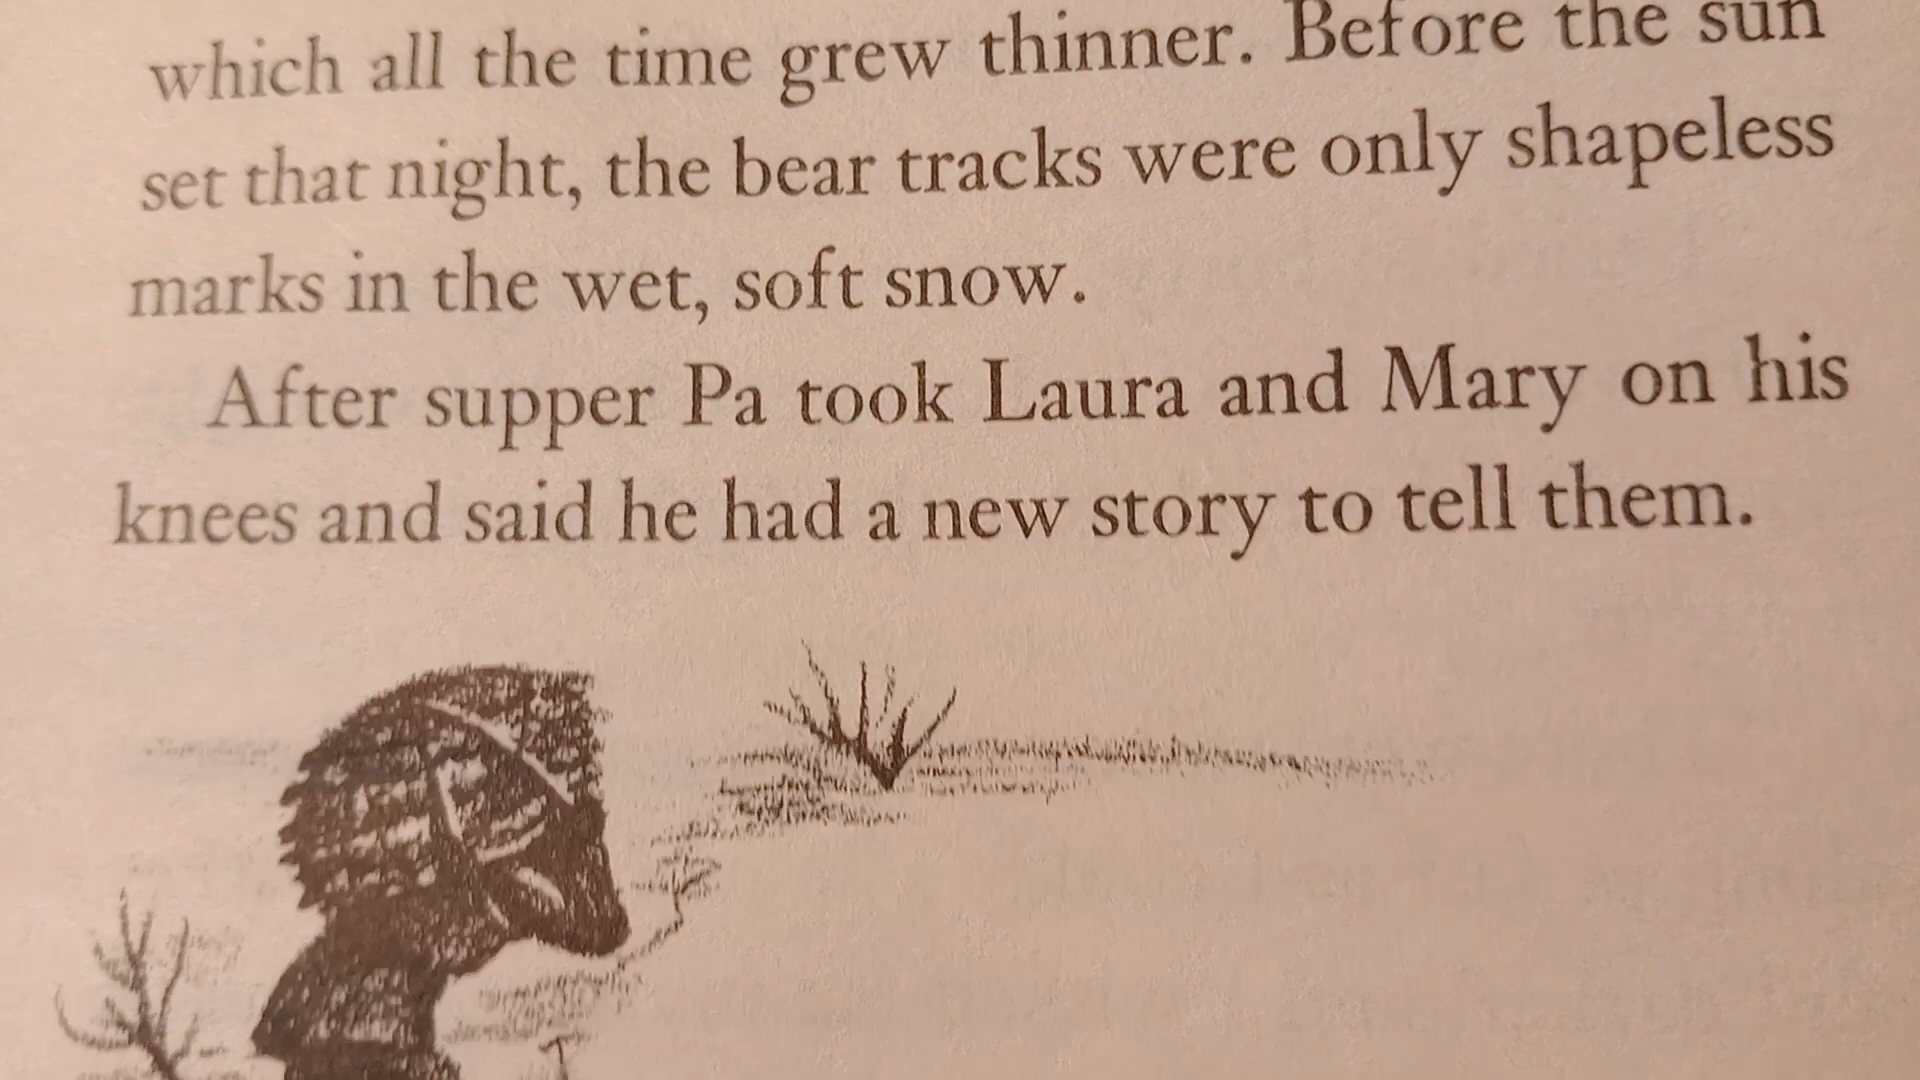 which all the time grew thinner. Before the sun
set that night, the bear tracks were only shapeless
marks in the wet, soft snow.
After supper Pa took Laura and Mary on his
knees and said he had a new story to tell them.